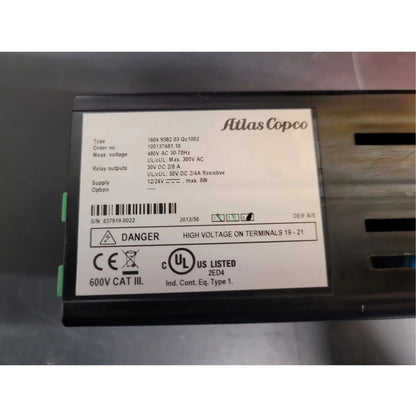 Atlas Copco
Type 1604 9382 03 Qc1002
Order no. 100137681.10
Meas. voltage 480V AC 30-70Hz
UL/cUL: Max. 300V AC
Relay outputs 30V DC 2/8 A
UL/cUL: 30V DC 2/4A Resistive
Supply 12/24V max. 8W
Option
S/N: 837919.0022 2013/50 DEIF A/S
DANGER HIGH VOLTAGE ON TERMINALS 19 - 21
CE
600V CAT III.
C UL US LISTED
2ED4
Ind. Cont. Eq. Type 1.